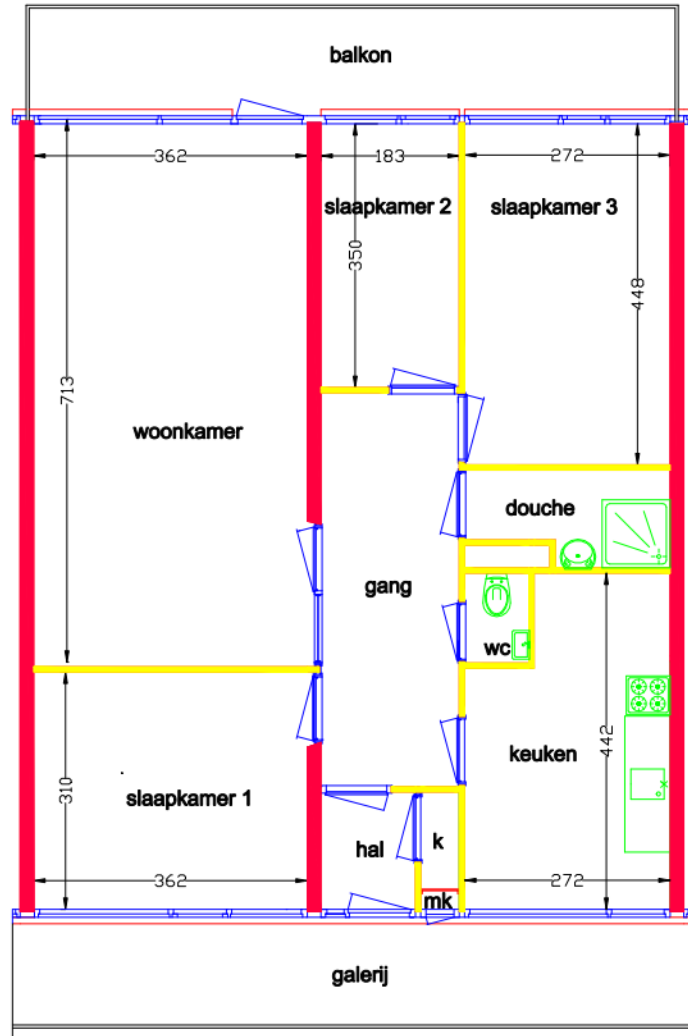 balkon
362
183
272
slaapkamer 2
slaapkamer 3
350
448
713
woonkamer
douche
gang
wc
442
keuken
310
slaapkamer 1
hal
k
362
272
mk
galerij